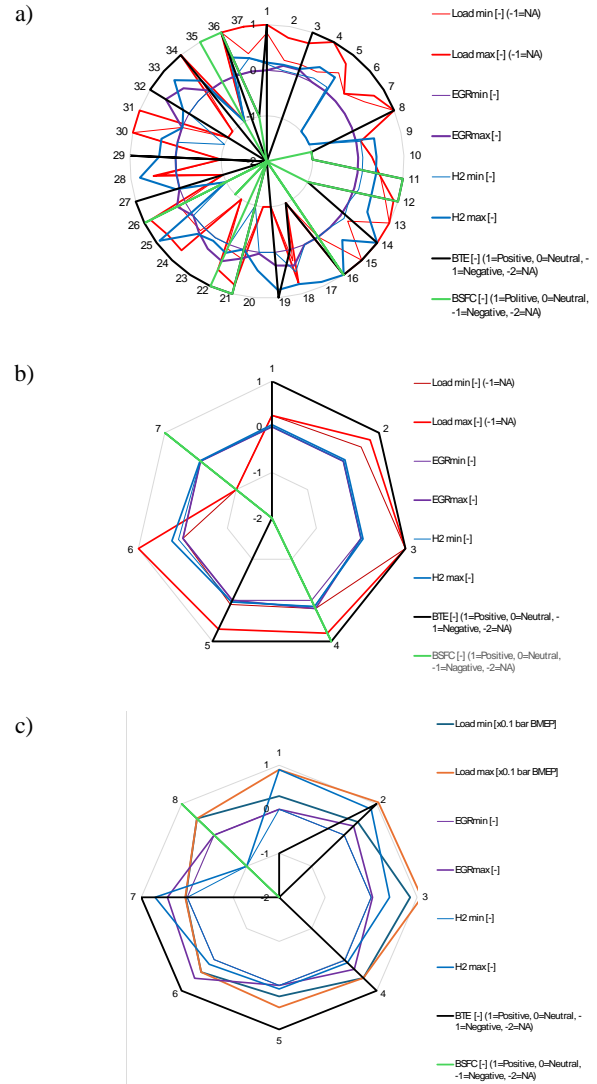 a)
37
1
2
3
4
5
6
7
8
9
10
11
12
13
14
15
16
17
18
19
20
21
22
23
24
25
26
27
28
29
30
31
32
33
34
35
36
1
0
-1
-2
Load min [-] (-1=NA)
Load max [-] (-1=NA)
EGRmin [-]
EGRmax [-]
H2 min [-]
H2 max [-]
BTE [-] (1=Positive, 0=Neutral, -
1=Negative, -2=NA)
BSFC [-] (1=Politive, 0=Neutral,
-1=Negative, -2=NA)
b)
1
2
3
4
5
6
7
1
0
-1
-2
Load min [-] (-1=NA)
Load max [-] (-1=NA)
EGRmin [-]
EGRmax [-]
H2 min [-]
H2 max [-]
BTE [-] (1=Positive, 0=Neutral, -
1=Negative, -2=NA)
BSFC [-] (1=Positive, 0=Neutral,
-1=Nagative, -2=NA)
c)
1
2
3
4
5
6
7
8
1
0
-1
-2
Load min [x0.1 bar BMEP]
Load max [x0.1 bar BMEP]
EGRmin [-]
EGRmax [-]
H2 min [-]
H2 max [-]
BTE [-] (1=Positive, 0=Neutral, -
1=Negative, -2=NA)
BSFC [-] (1=Positive, 0=Neutral,
-1=Negative, -2=NA)